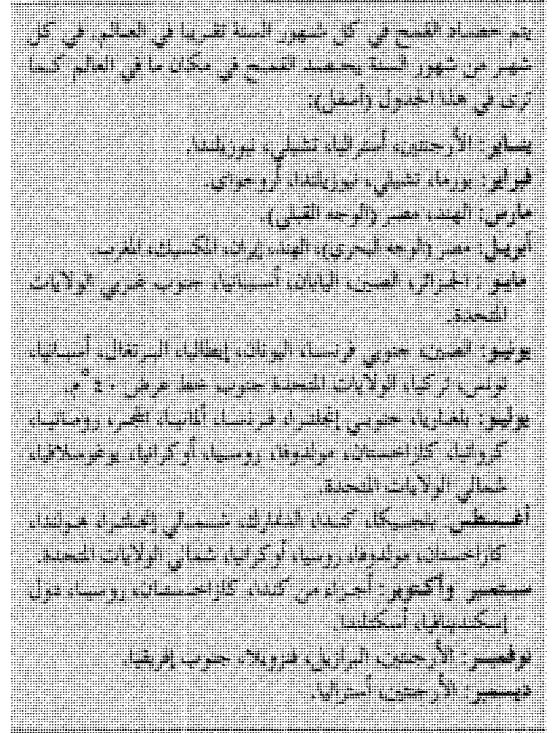 يتم حصاد القمح في كل شهور السنة تقريبا في العالم. في كل
شهر من شهور السنة يحصد القمح في مكان ما في العالم كما
ترى في هذا الجدول (أسفل):
يناير: الأرجنتين، أستراليا، تشيلي، نيوزيلندا.
فبراير: بورما، تشيلي، نيوزيلندا، أروجواي.
مارس: الهند، مصر (الوجه القبلي).
أبريل: مصر (الوجه البحري)، الهند، إيران، المكسيك، المغرب.
مايو: الجزائر، الصين، اليابان، أسبانيا، جنوب غربي الولايات
المتحدة.
يونيو: الصين، جنوبي فرنسا، اليونان، إيطاليا، البرتغال، أسبانيا،
تونس، تركيا، الولايات المتحدة جنوب خط عرض ٤٠°م.
يوليو: بلغاريا، جنوبي إنجلترا، فرنسا، ألمانيا، المجر، رومانيا،
كرواتيا، كازاخستان، مولدوفا، روسيا، أوكرانيا، يوغوسلافيا،
شمالي الولايات المتحدة.
أغسطس: بلجيكا، كندا، الدنمارك، شمالي إنجلترا، هولندا،
كازاخستان، مولدوفا، روسيا، أوكرانيا، شمالي الولايات المتحدة.
سبتمبر وأكتوبر: أجزاء من كندا، كازاخستان، روسيا، دول
إسكندينافيا، أسكتلندا.
نوفمبر: الأرجنتين، البرازيل، فنزويلا، جنوب إفريقيا.
ديسمبر: الأرجنتين، أستراليا.